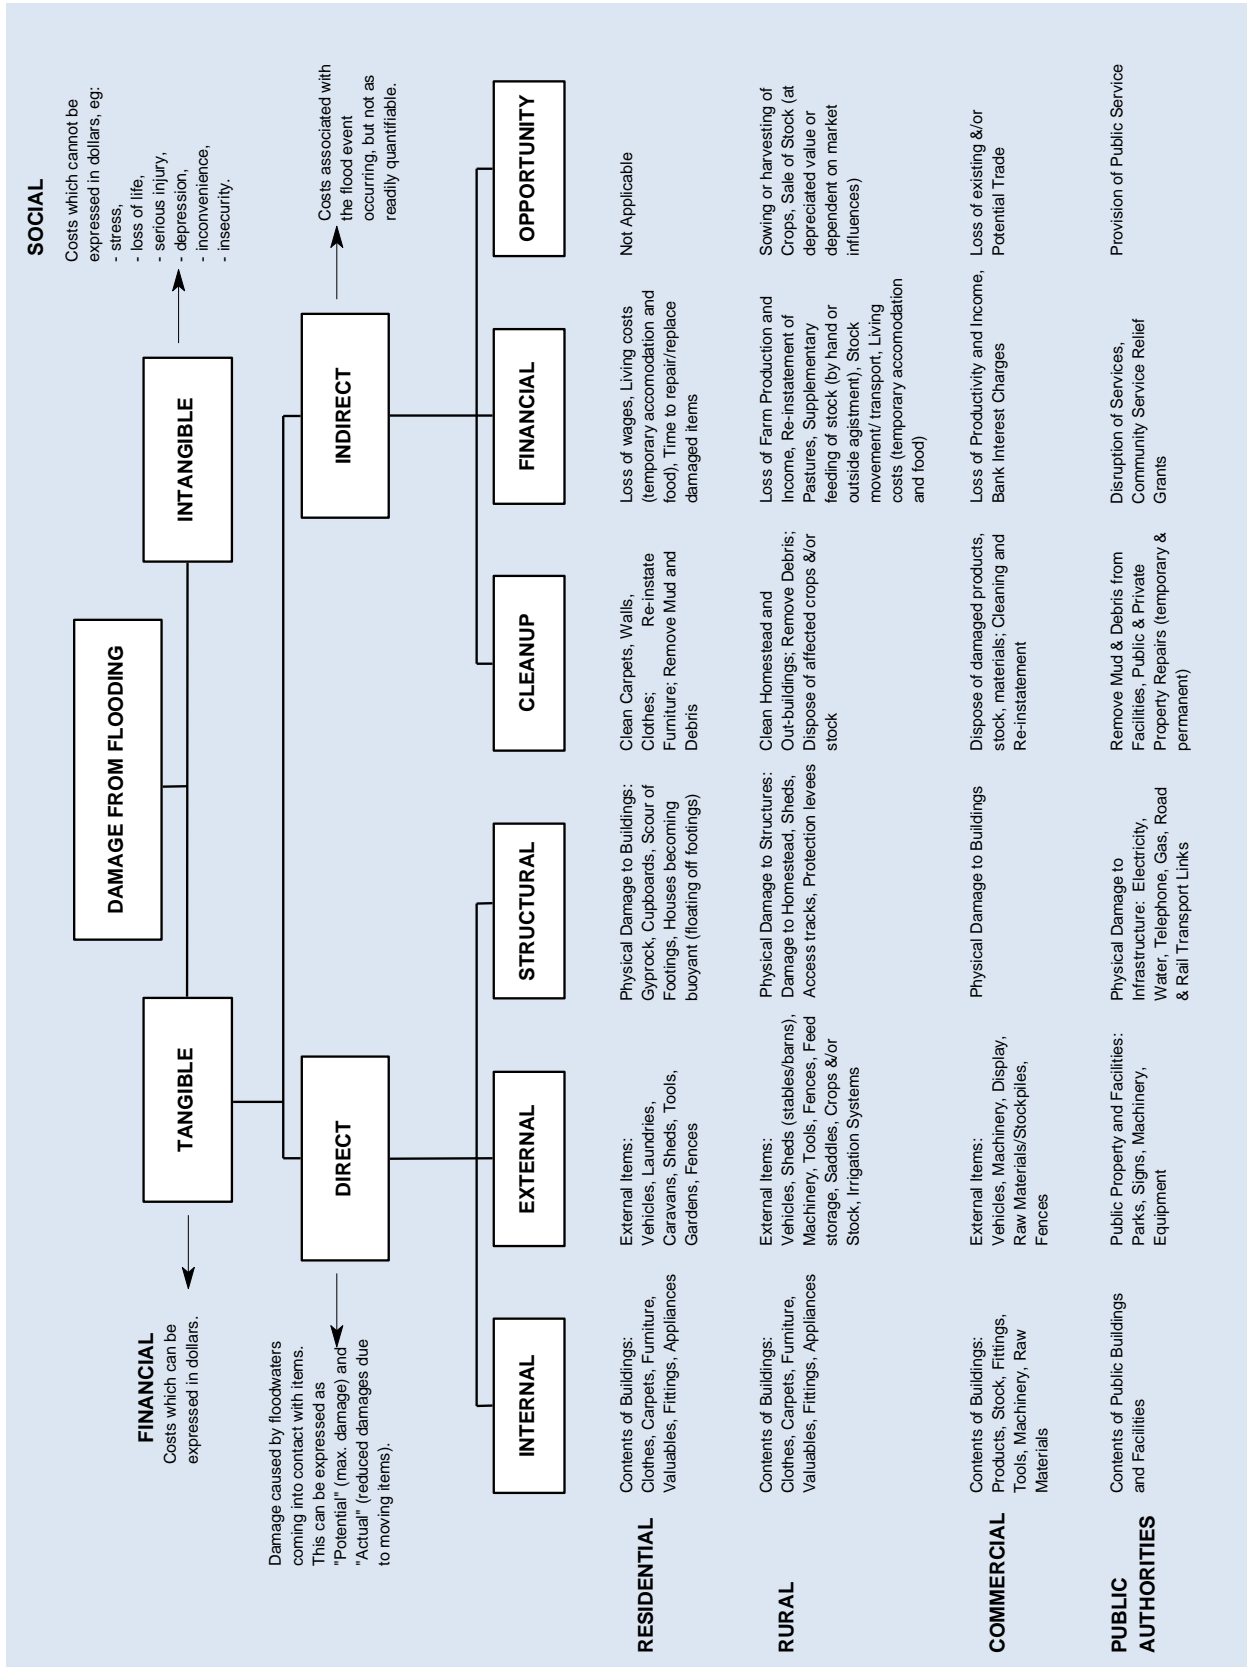 SOCIAL
Costs which cannot be
expressed in dollars, eg:
- stress,
- loss of life,
- serious injury,
- depression,
- inconvenience,
- insecurity.
DAMAGE FROM FLOODING
FINANCIAL
Costs which can be
expressed in dollars.
TANGIBLE
INTANGIBLE
Damage caused by floodwaters
coming into contact with items.
This can be expressed as
"Potential" (max. damage) and
"Actual" (reduced damages due
to moving items).
DIRECT
INDIRECT
Costs associated with
the flood event
occurring, but not as
readily quantifiable.
INTERNAL
EXTERNAL
STRUCTURAL
CLEANUP
FINANCIAL
OPPORTUNITY
RESIDENTIAL
Contents of Buildings:
Clothes, Carpets, Furniture,
Valuables, Fittings, Appliances
External Items:
Vehicles, Laundries,
Caravans, Sheds, Tools,
Gardens, Fences
Physical Damage to Buildings:
Gyprock, Cupboards, Scour of
Footings, Houses becoming
buoyant (floating off footings)
Clean Carpets, Walls,
Clothes; Re-instate
Furniture; Remove Mud and
Debris
Loss of wages, Living costs
(temporary accomodation and
food), Time to repair/replace
damaged items
Not Applicable
RURAL
Contents of Buildings:
Clothes, Carpets, Furniture,
Valuables, Fittings, Appliances
External Items:
Vehicles, Sheds (stables/barns),
Machinery, Tools, Fences, Feed
storage, Saddles, Crops &/or
Stock, Irrigation Systems
Physical Damage to Structures:
Damage to Homestead, Sheds,
Access tracks, Protection levees
Clean Homestead and
Out-buildings; Remove Debris;
Dispose of affected crops &/or
stock
Loss of Farm Production and
Income, Re-instatement of
Pastures, Supplementary
feeding of stock (by hand or
outside agistment), Stock
movement/ transport, Living
costs (temporary accomodation
and food)
Sowing or harvesting of
Crops, Sale of Stock (at
depreciated value or
dependent on market
influences)
COMMERCIAL
Contents of Buildings:
Products, Stock, Fittings,
Tools, Machinery, Raw
Materials
External Items:
Vehicles, Machinery, Display,
Raw Materials/Stockpiles,
Fences
Physical Damage to Buildings
Dispose of damaged products,
stock, materials; Cleaning and
Re-instatement
Loss of Productivity and Income,
Bank Interest Charges
Loss of existing &/or
Potential Trade
PUBLIC
AUTHORITIES
Contents of Public Buildings
and Facilities
Public Property and Facilities:
Parks, Signs, Machinery,
Equipment
Physical Damage to
Infrastructure: Electricity,
Water, Telephone, Gas, Road
& Rail Transport Links
Remove Mud & Debris from
Facilities, Public & Private
Property Repairs (temporary &
permanent)
Disruption of Services,
Community Service Relief
Grants
Provision of Public Service